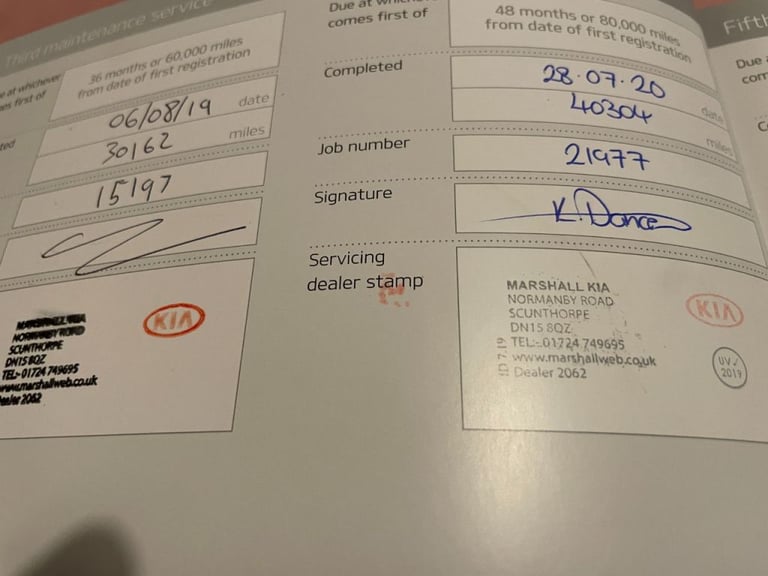 Third maintenance service
36 months or 60,000 miles
from date of first registration
06/08/19 date
30162 miles
15197
SCUNTHORPE
DN15 8QZ
TEL:- 01724 749695
www.marshallweb.co.uk
Dealer 2062
KIA
Due at
comes first of
48 months or 80,000 miles
from date of first registration
Completed
28.07.20 date
40304 miles
Job number
21977
Signature
K. Dance
Servicing
dealer stamp
MARSHALL KIA
NORMANBY ROAD
SCUNTHORPE
DN15 8QZ
TEL:- 01724 749695
www.marshallweb.co.uk
Dealer 2062
KIA
UV✓
2019
Fifth
Due